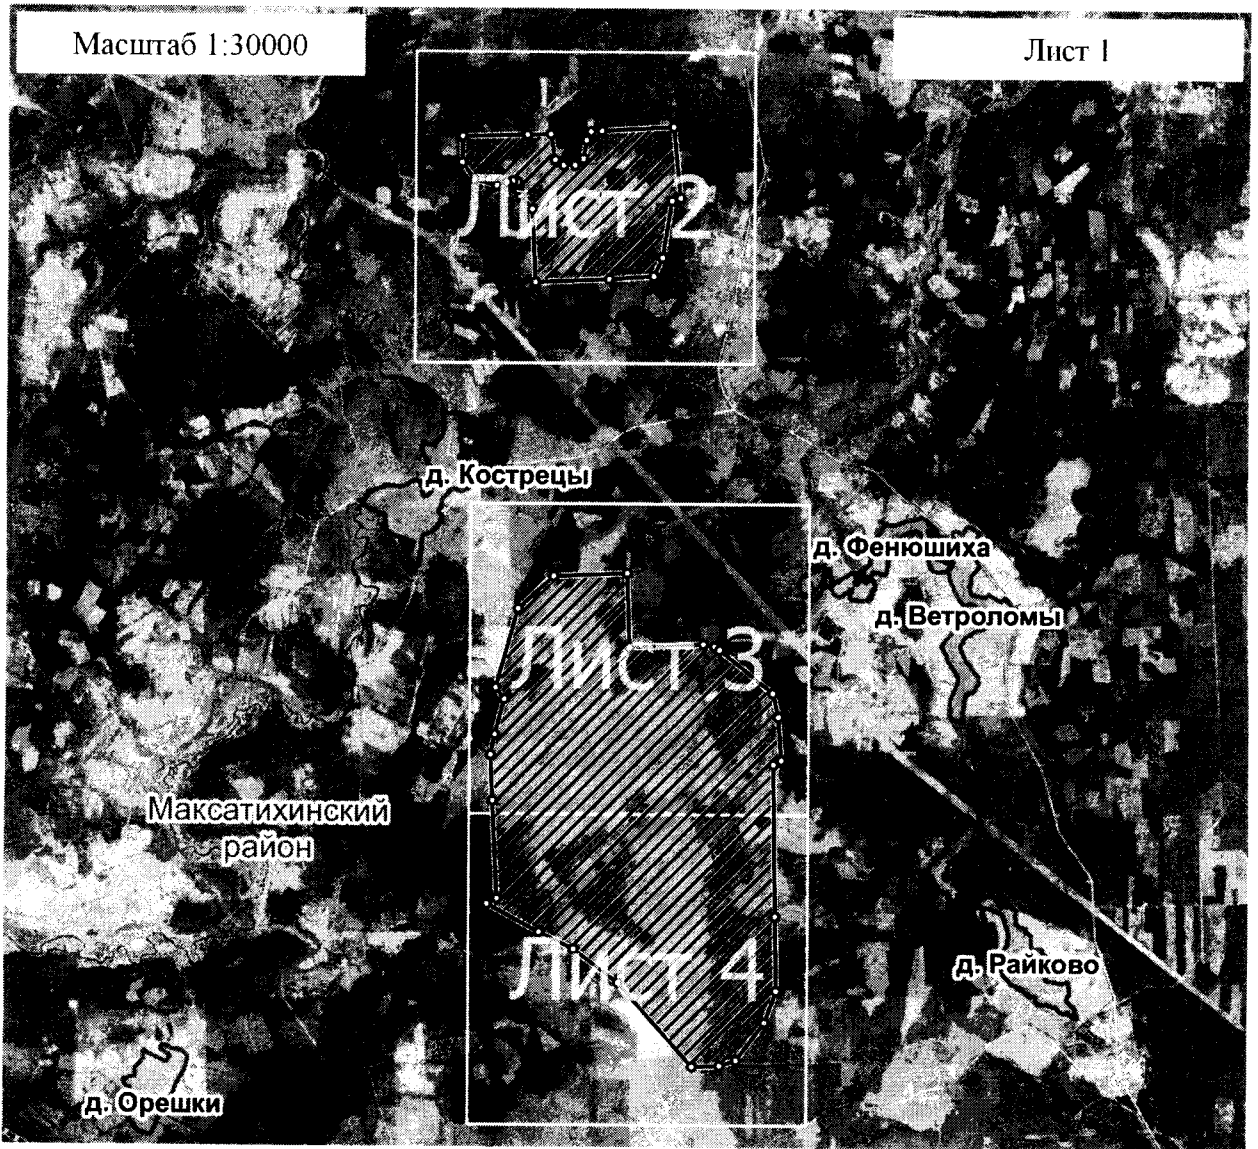 Масштаб 1:30000
Лист 1
Лист 2
д. Кострецы
д. Фенюшиха
д. Ветроломы
Лист 3
Максатихинский
район
Лист 4
д. Райково
д. Орешки